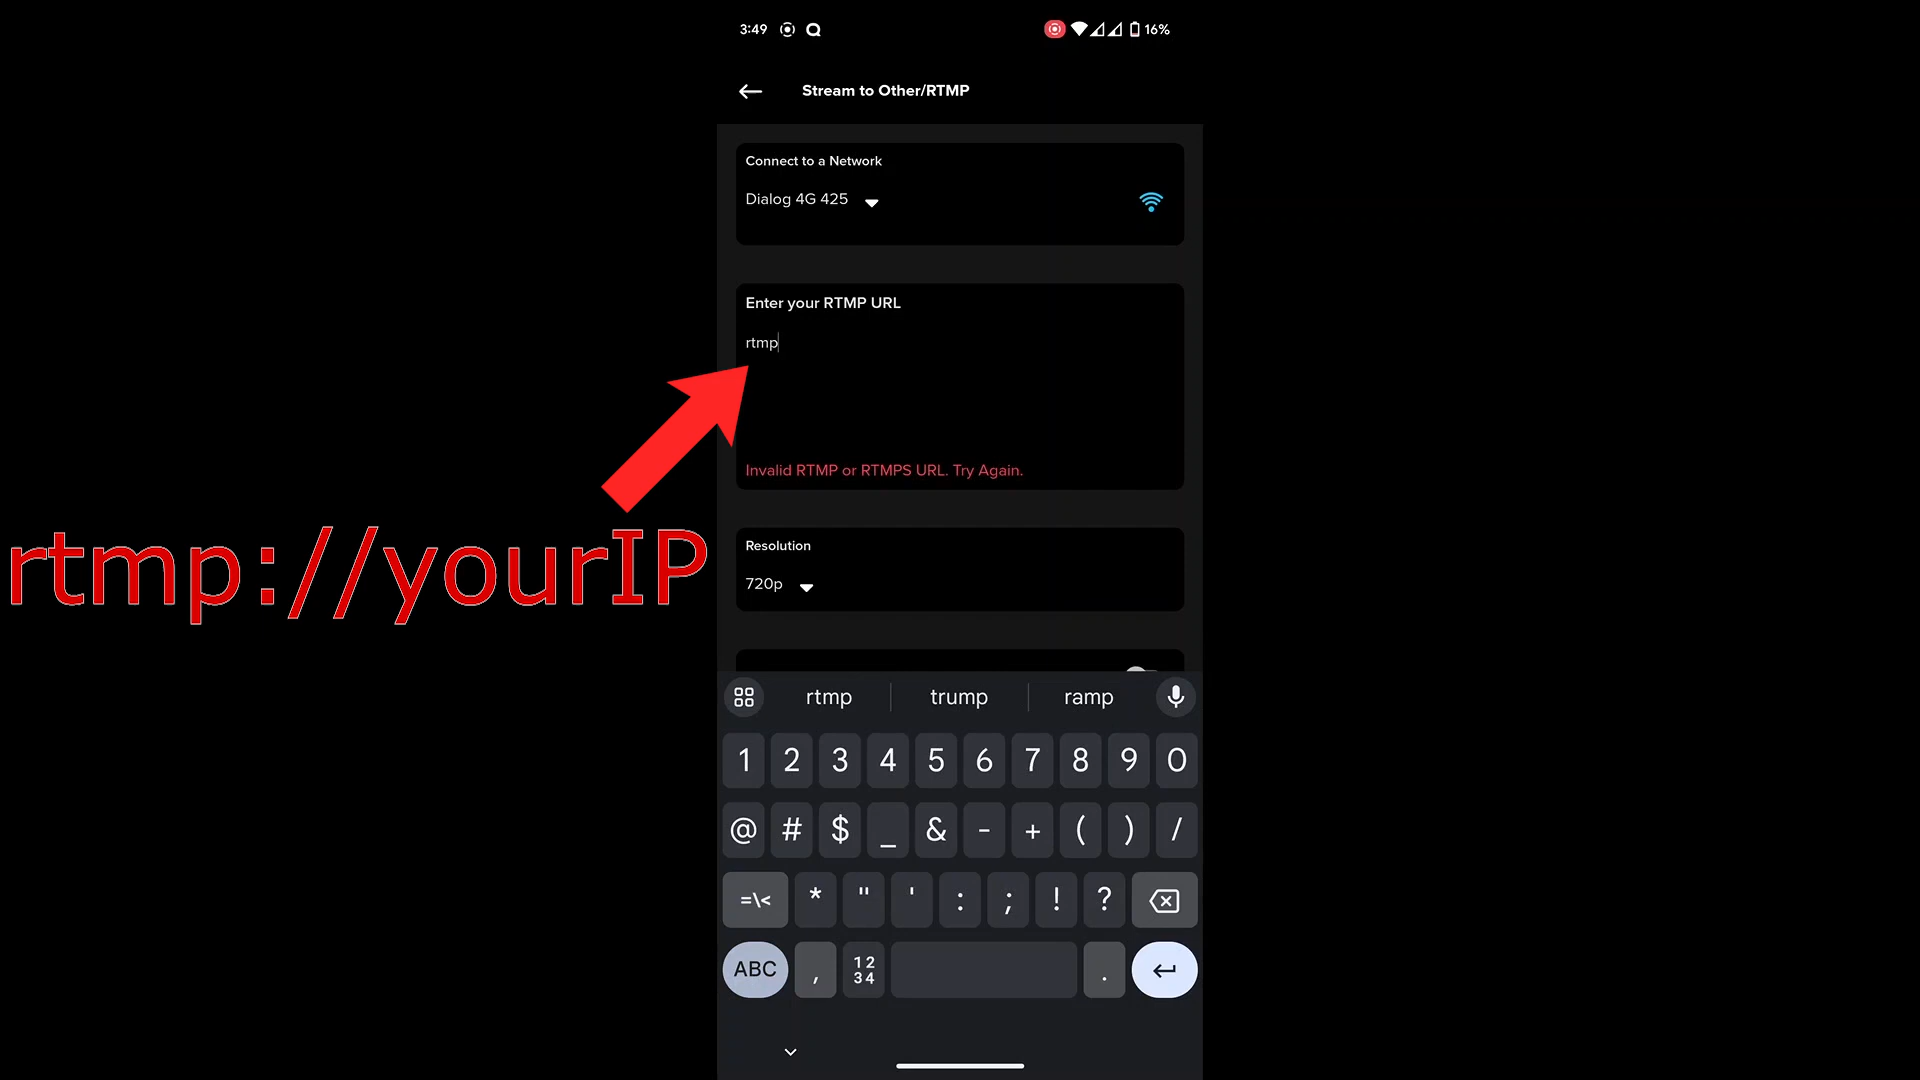 3:49
16%
Stream to Other/RTMP
Connect to a Network
Dialog 4G 425
Enter your RTMP URL
rtmp
Invalid RTMP or RTMPS URL. Try Again.
rtmp://yourIP
Resolution
720p
rtmp trump ramp
1 2 3 4 5 6 7 8 9 0
@ # $ _ & - + ( ) /
=\< * " ' : ; ! ?
ABC , 12 34 .